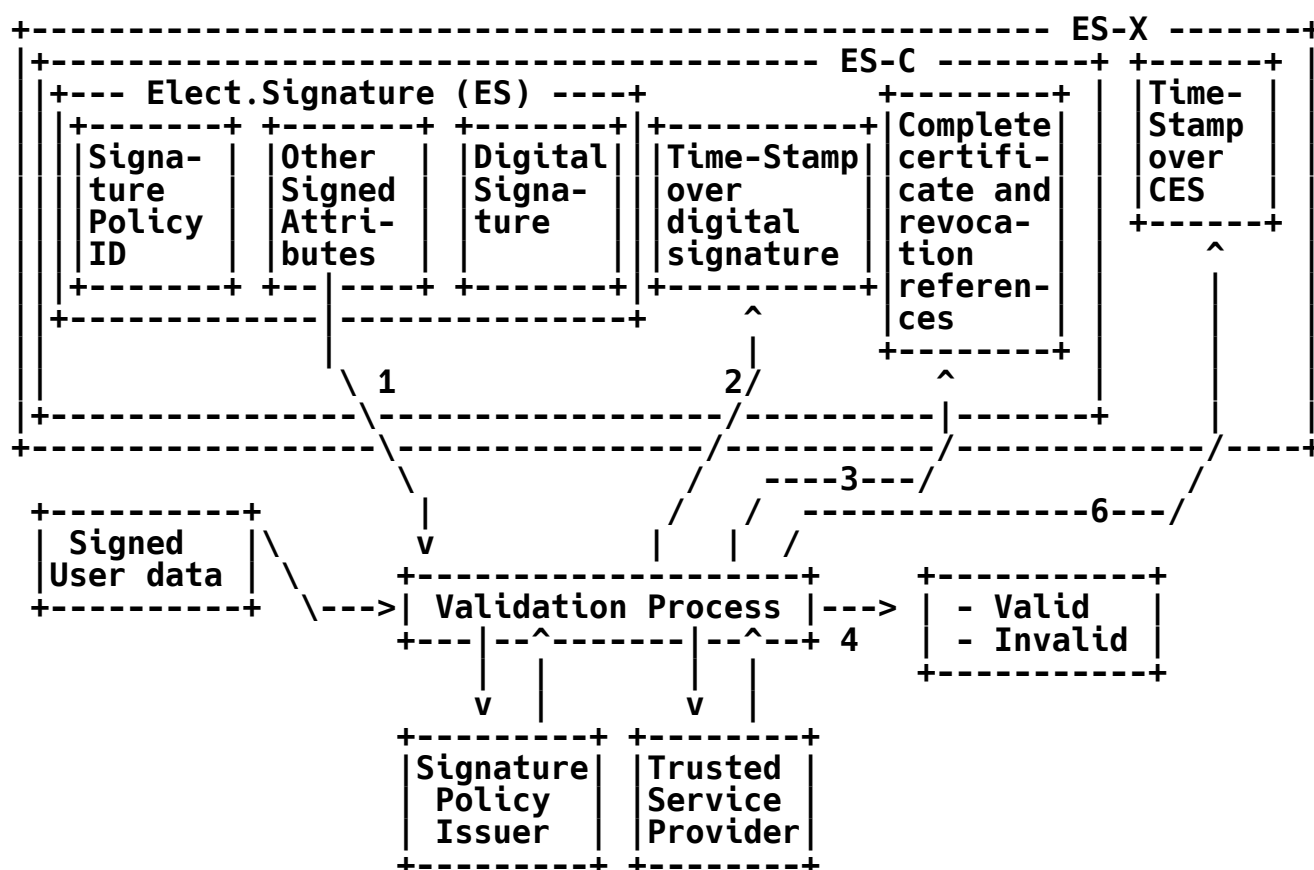 ES-X
ES-C
Elect.Signature (ES)
Time-
Complete
Stamp
Signa-
Other
Digital
Time-Stamp
certifi-
over
ture
Signed
Signa-
over
cate and
CES
Policy
Attri-
ture
digital
revoca-
ID
butes
signature
tion
referen-
ces
1
2
3
6
Signed
User data
Validation Process
- Valid
4
- Invalid
Signature
Trusted
Policy
Service
Issuer
Provider